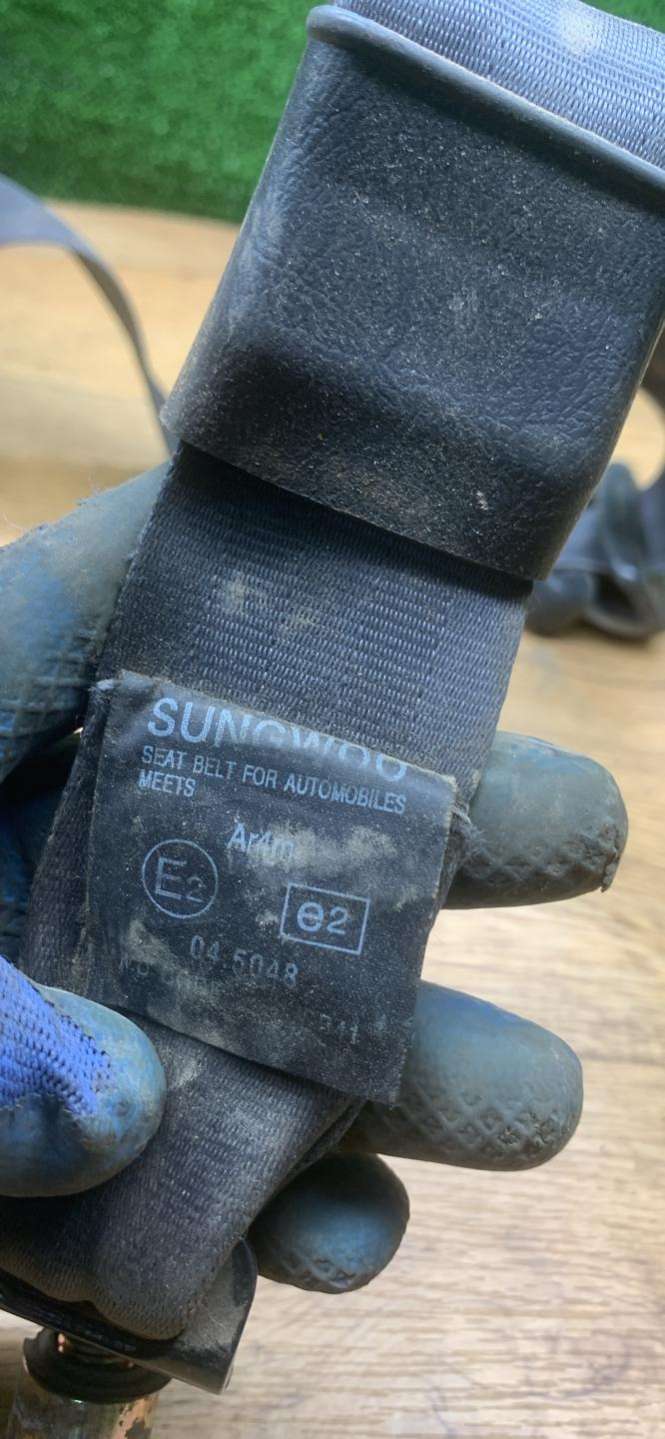 SUNGWOO
SEAT BELT FOR AUTOMOBILES
MEETS
Ar4m
E2
e2
04 5048